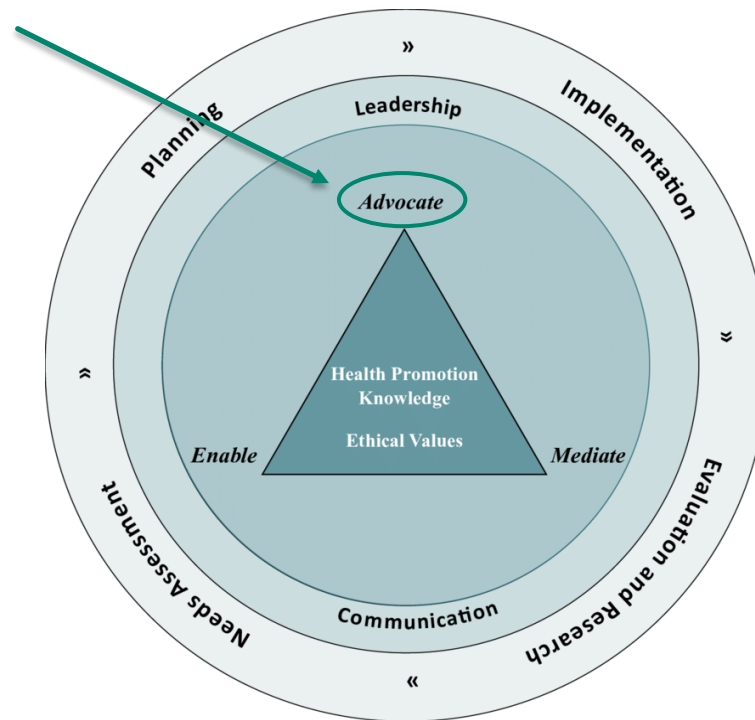 »
Planning
Implementation
Leadership
Advocate
Health Promotion
Knowledge
Ethical Values
Enable
Mediate
»
»
Needs Assessment
Evaluation and Research
Communication
»